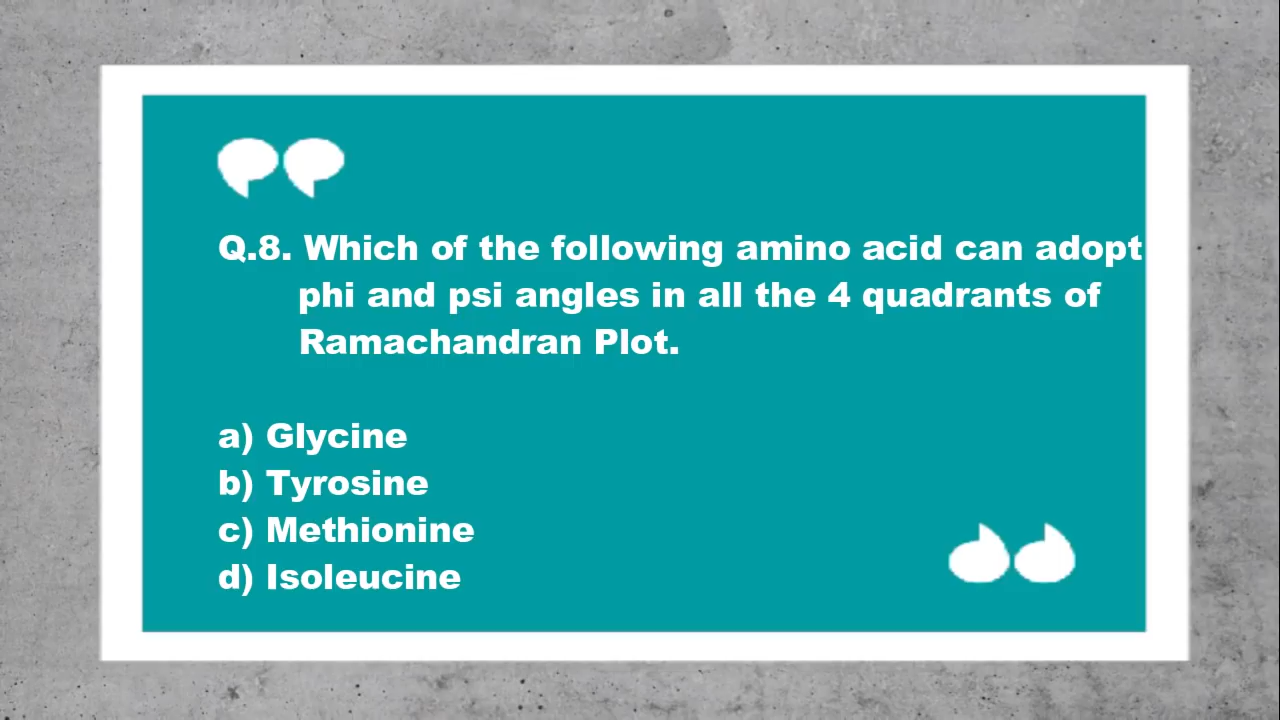 Q.8. Which of the following amino acid can adopt
phi and psi angles in all the 4 quadrants of
Ramachandran Plot.
a) Glycine
b) Tyrosine
c) Methionine
d) Isoleucine